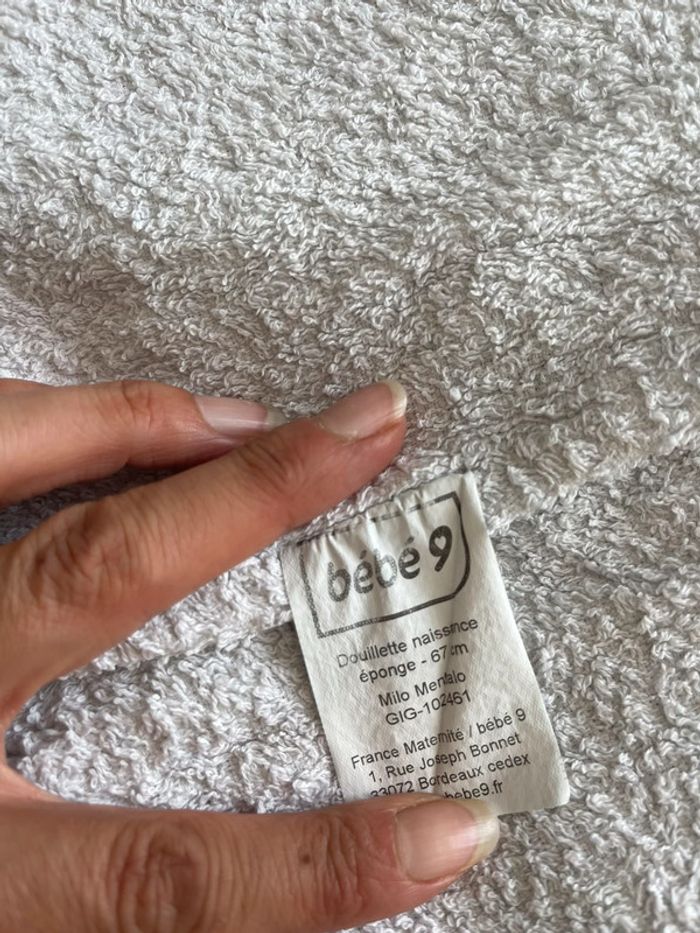 bébé 9
Douillette naissance
éponge - 67 cm
Milo Menfalo
GIG-102461
France Maternité / bébé 9
1, Rue Joseph Bonnet
33072 Bordeaux cedex
bebe9.fr